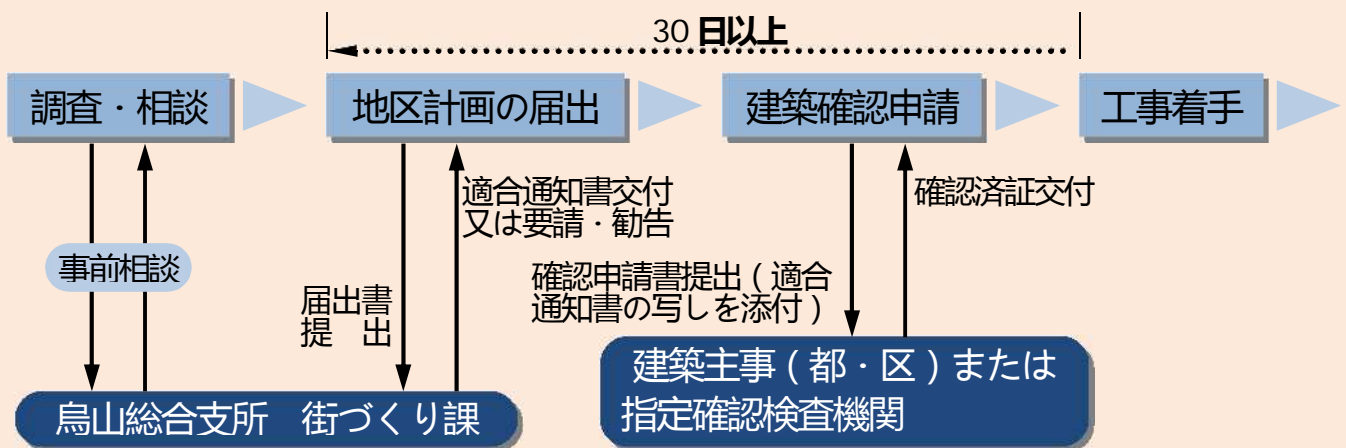 30 日以上
調査・相談
地区計画の届出
建築確認申請
工事着手
適合通知書交付
又は要請・勧告
確認済証交付
事前相談
届出書
提　出
確認申請書提出（適合
通知書の写しを添付）
烏山総合支所　街づくり課
建築主事（都・区）または
指定確認検査機関